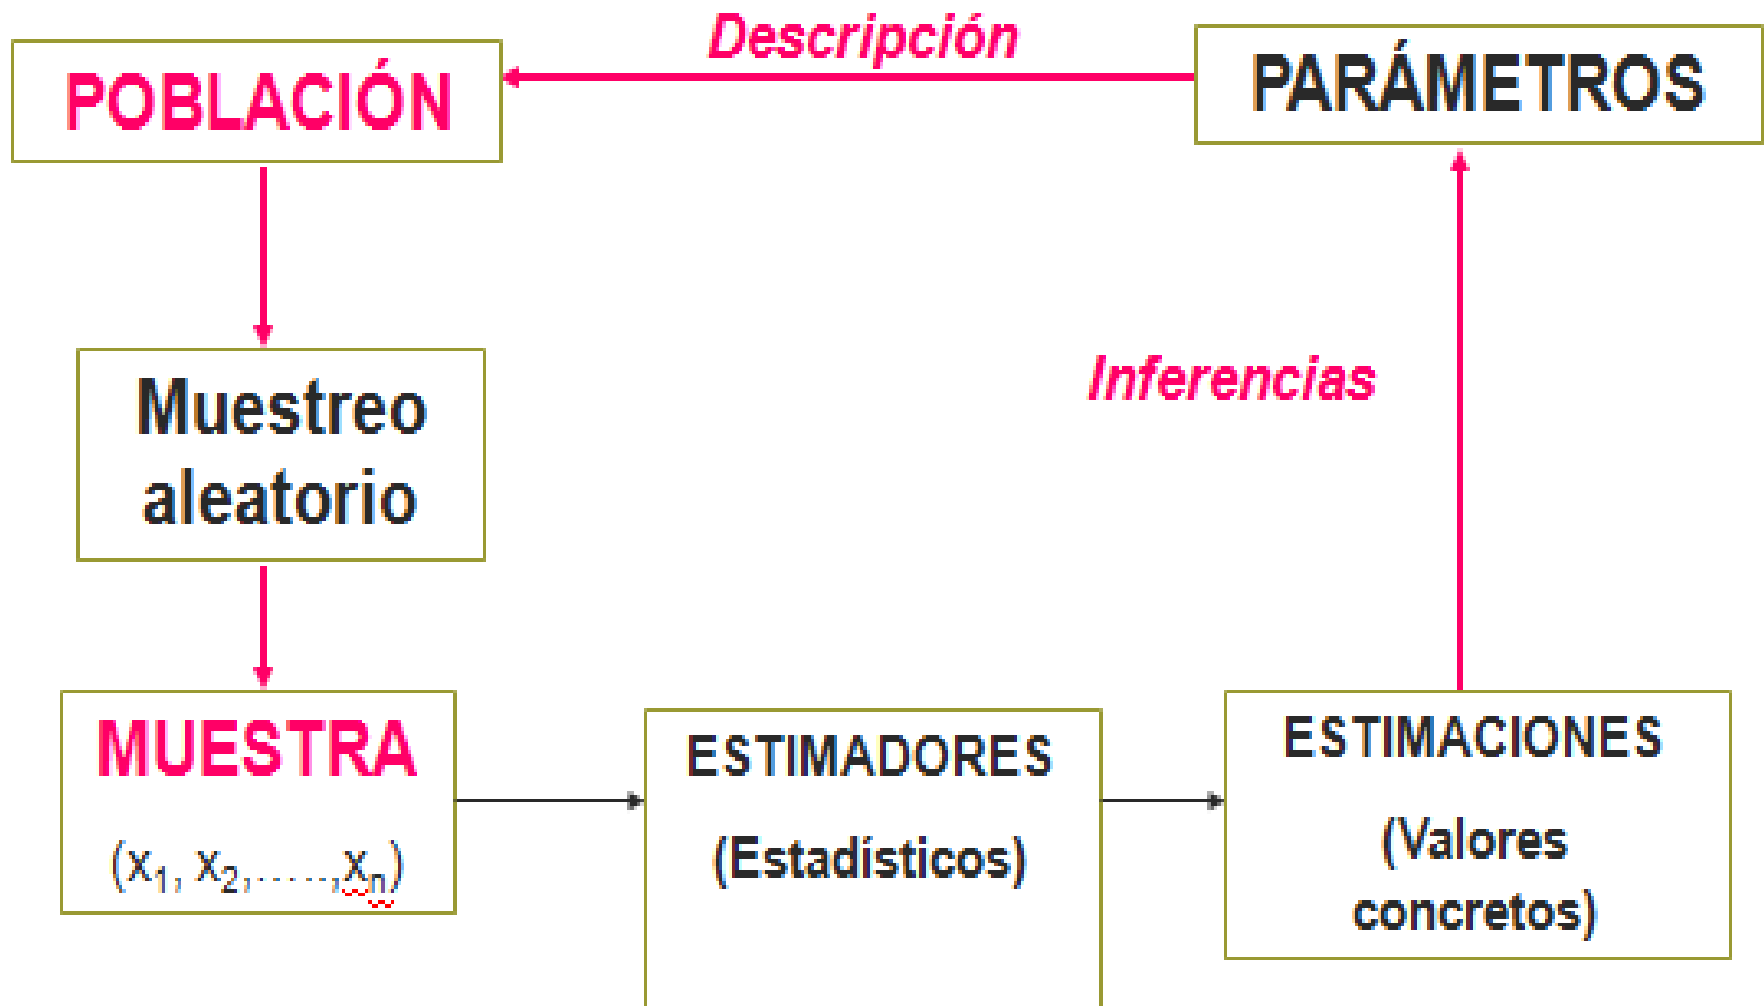 Descripción
POBLACIÓN
PARÁMETROS
Inferencias
Muestreo
aleatorio
MUESTRA
(x₁, x₂,.....,xₙ)
ESTIMADORES
(Estadísticos)
ESTIMACIONES
(Valores
concretos)